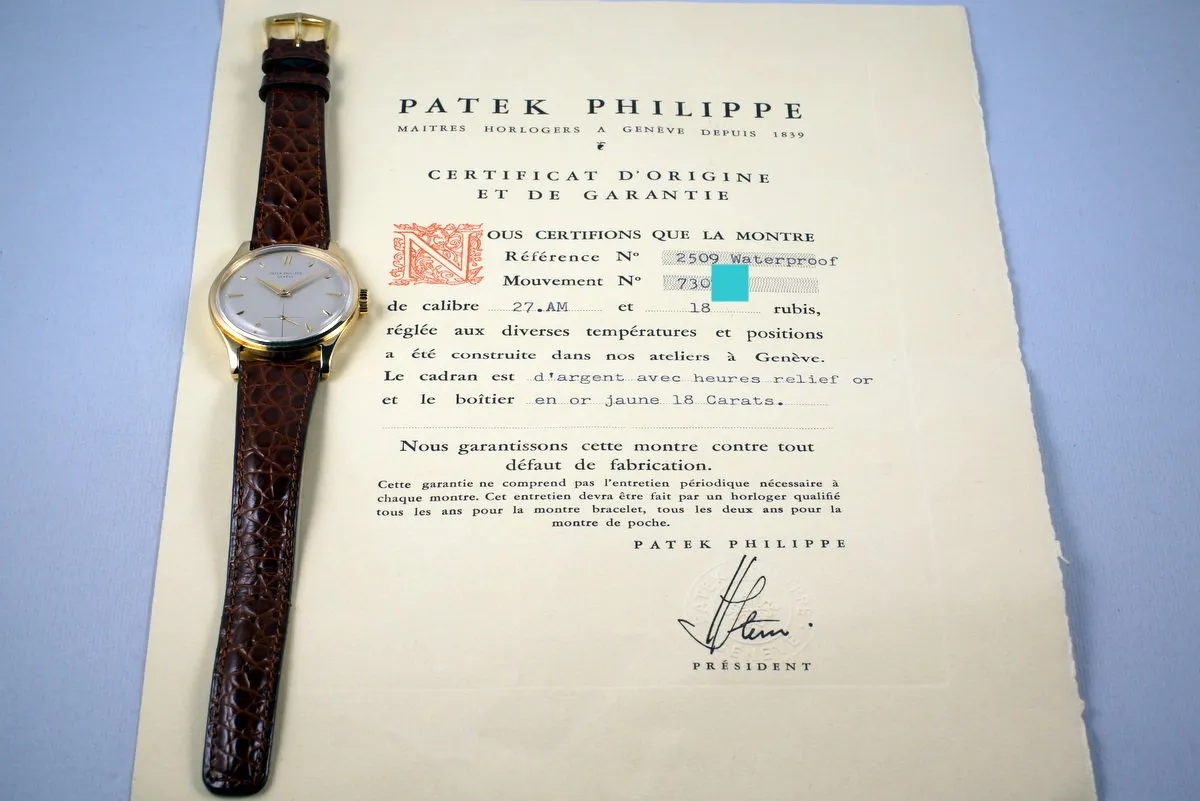 PATEK PHILIPPE
MAITRES HORLOGERS A GENÈVE DEPUIS 1839
CERTIFICAT D'ORIGINE
ET DE GARANTIE
NOUS CERTIFIONS QUE LA MONTRE
Référence Nº 2509 Waterproof
Mouvement Nº 730
de calibre 27.AM et 18 rubis,
réglée aux diverses températures et positions
a été construite dans nos ateliers à Genève.
Le cadran est d'argent avec heures relief or
et le boîtier en or jaune 18 Carats.
Nous garantissons cette montre contre tout
défaut de fabrication.
Cette garantie ne comprend pas l'entretien périodique nécessaire à
chaque montre. Cet entretien devra être fait par un horloger qualifié
tous les ans pour la montre bracelet, tous les deux ans pour la
montre de poche.
PATEK PHILIPPE
PRÉSIDENT
PATEK PHILIPPE
GENÈVE